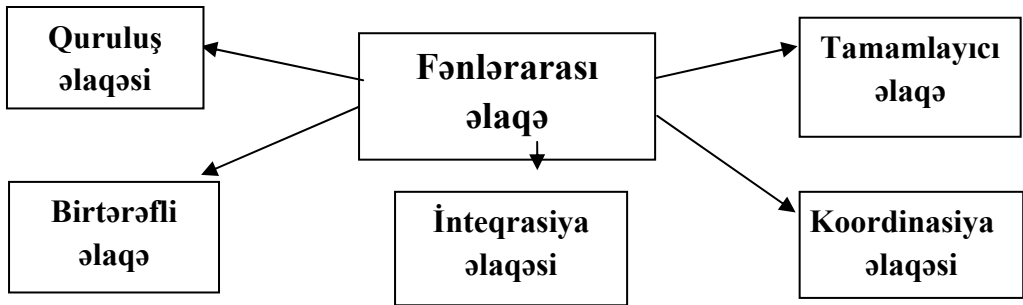 Quruluş
əlaqəsi
Fənlərarası
əlaqə
Tamamlayıcı
əlaqə
Birtərəfli
əlaqə
İnteqrasiya
əlaqəsi
Koordinasiya
əlaqəsi